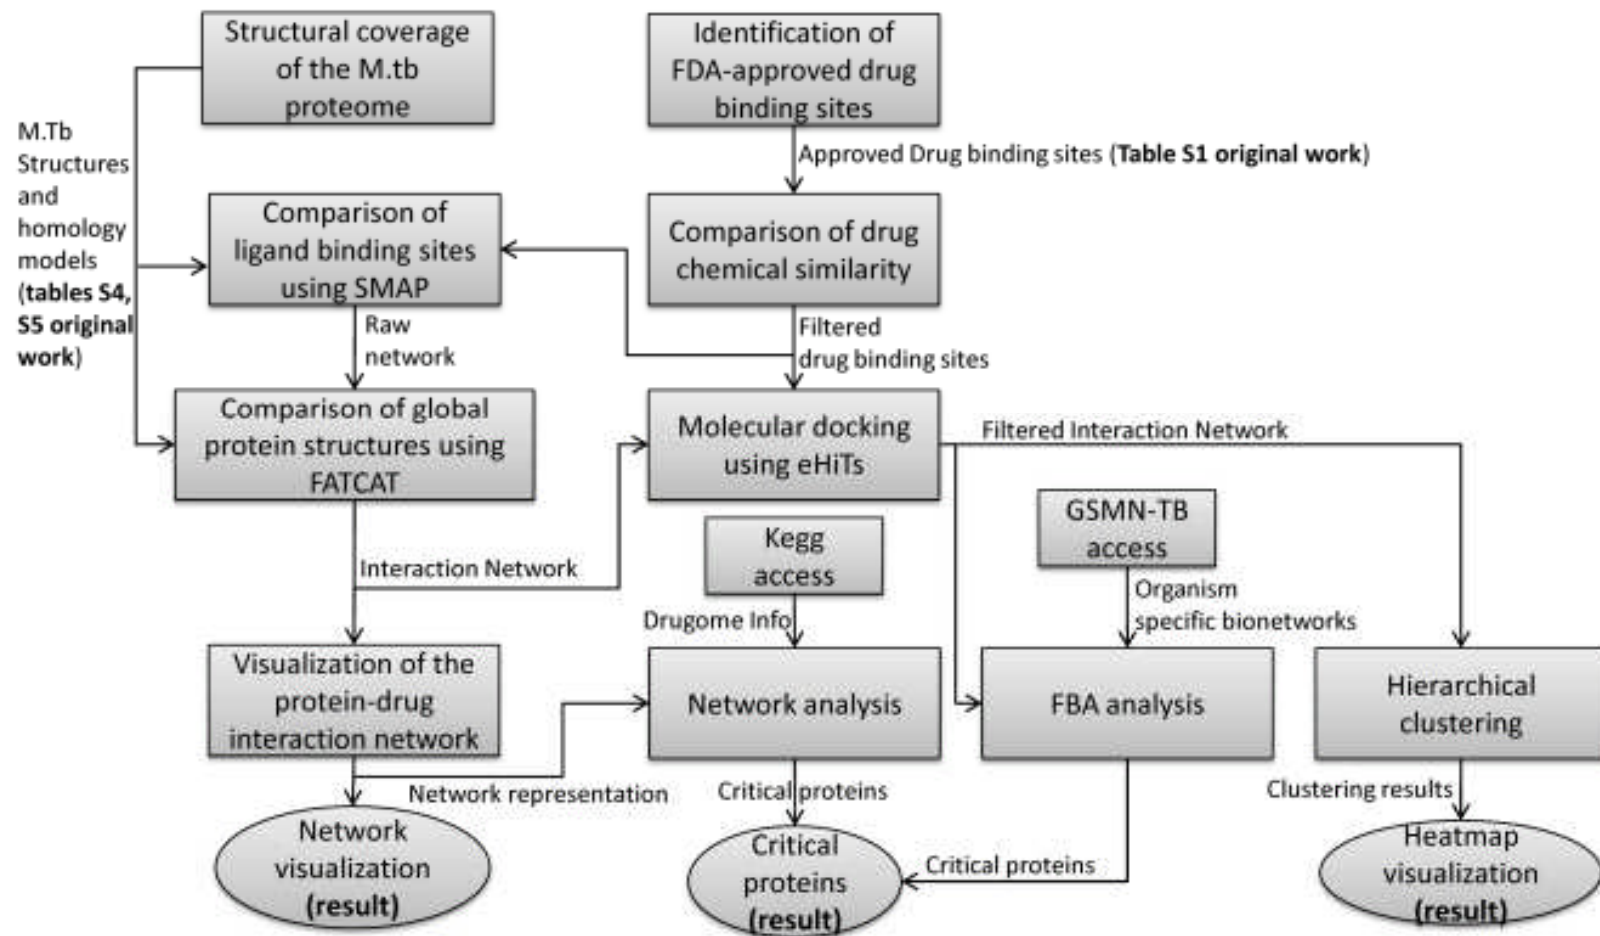 Structural coverage
of the M.tb
proteome
Identification of
FDA-approved drug
binding sites
M.Tb
Structures
and
homology
models
(tables S4,
S5 original
work)
Approved Drug binding sites (Table S1 original work)
Comparison of
ligand binding sites
using SMAP
Comparison of drug
chemical similarity
Raw
network
Filtered
drug binding sites
Comparison of global
protein structures using
FATCAT
Molecular docking
using eHiTs
Filtered Interaction Network
GSMN-TB
access
Kegg
access
Interaction Network
Organism
specific bionetworks
Drugome Info
Visualization of the
protein-drug
interaction network
Network analysis
FBA analysis
Hierarchical
clustering
Network representation
Critical proteins
Clustering results
Network
visualization
(result)
Critical
proteins
(result)
Critical proteins
Heatmap
visualization
(result)